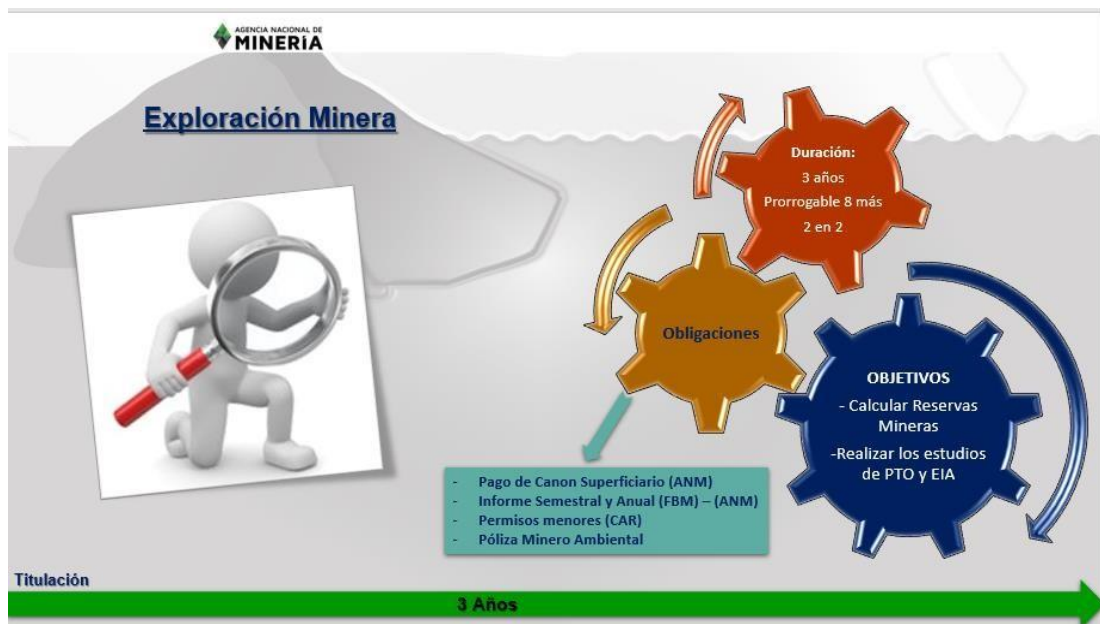 AGENCIA NACIONAL DE
MINERÍA
Exploración Minera
Duración:
3 años
Prorrogable 8 más
2 en 2
Obligaciones
OBJETIVOS
- Calcular Reservas
Mineras
-Realizar los estudios
de PTO y EIA
- Pago de Canon Superficiario (ANM)
- Informe Semestral y Anual (FBM) – (ANM)
- Permisos menores (CAR)
- Póliza Minero Ambiental
Titulación
3 Años